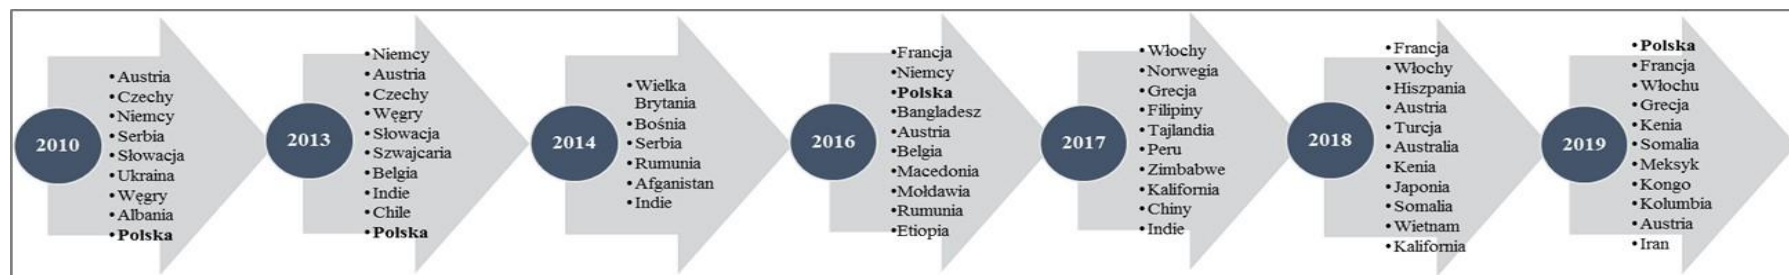 2010
• Austria
• Czechy
• Niemcy
• Serbia
• Słowacja
• Ukraina
• Węgry
• Albania
• Polska
2013
• Niemcy
• Austria
• Czechy
• Węgry
• Słowacja
• Szwajcaria
• Belgia
• Indie
• Chile
• Polska
2014
• Wielka
Brytania
• Bośnia
• Serbia
• Rumunia
• Afganistan
• Indie
2016
• Francja
• Niemcy
• Polska
• Bangladesz
• Austria
• Belgia
• Macedonia
• Mołdawia
• Rumunia
• Etiopia
2017
• Włochy
• Norwegia
• Grecja
• Filipiny
• Tajlandia
• Peru
• Zimbabwe
• Kalifornia
• Chiny
• Indie
2018
• Francja
• Włochy
• Hiszpania
• Austria
• Turcja
• Australia
• Kenia
• Japonia
• Somalia
• Wietnam
• Kalifornia
2019
• Polska
• Francja
• Włochu
• Grecja
• Kenia
• Somalia
• Meksyk
• Kongo
• Kolumbia
• Austria
• Iran